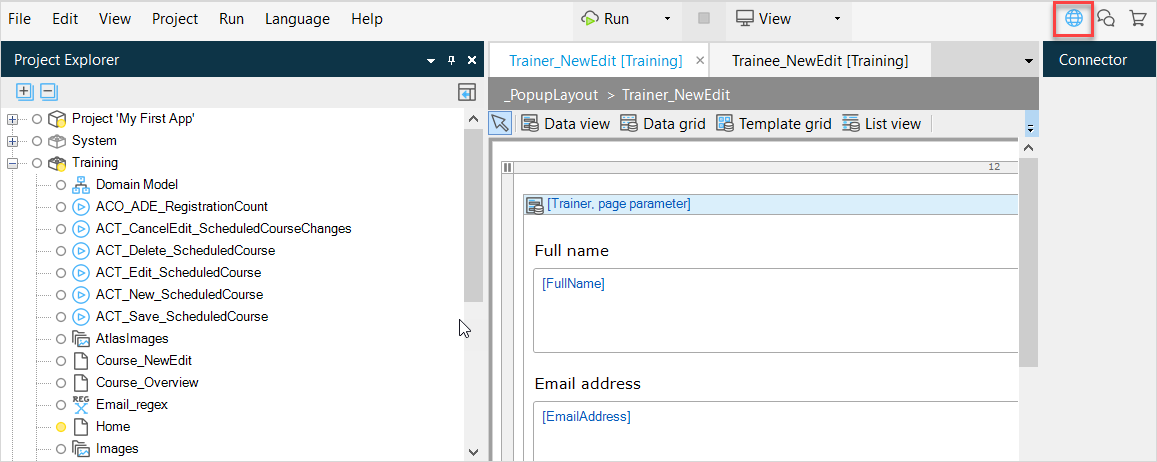 File Edit View Project Run Language Help Run View
Project Explorer
Project 'My First App'
System
Training
Domain Model
ACO_ADE_RegistrationCount
ACT_CancelEdit_ScheduledCourseChanges
ACT_Delete_ScheduledCourse
ACT_Edit_ScheduledCourse
ACT_New_ScheduledCourse
ACT_Save_ScheduledCourse
AtlasImages
Course_NewEdit
Course_Overview
REG Email_regex
Home
Images
Trainer_NewEdit [Training] Trainee_NewEdit [Training]
_PopupLayout > Trainer_NewEdit
Data view Data grid Template grid List view
12
[Trainer, page parameter]
Full name
[FullName]
Email address
[EmailAddress]
Connector